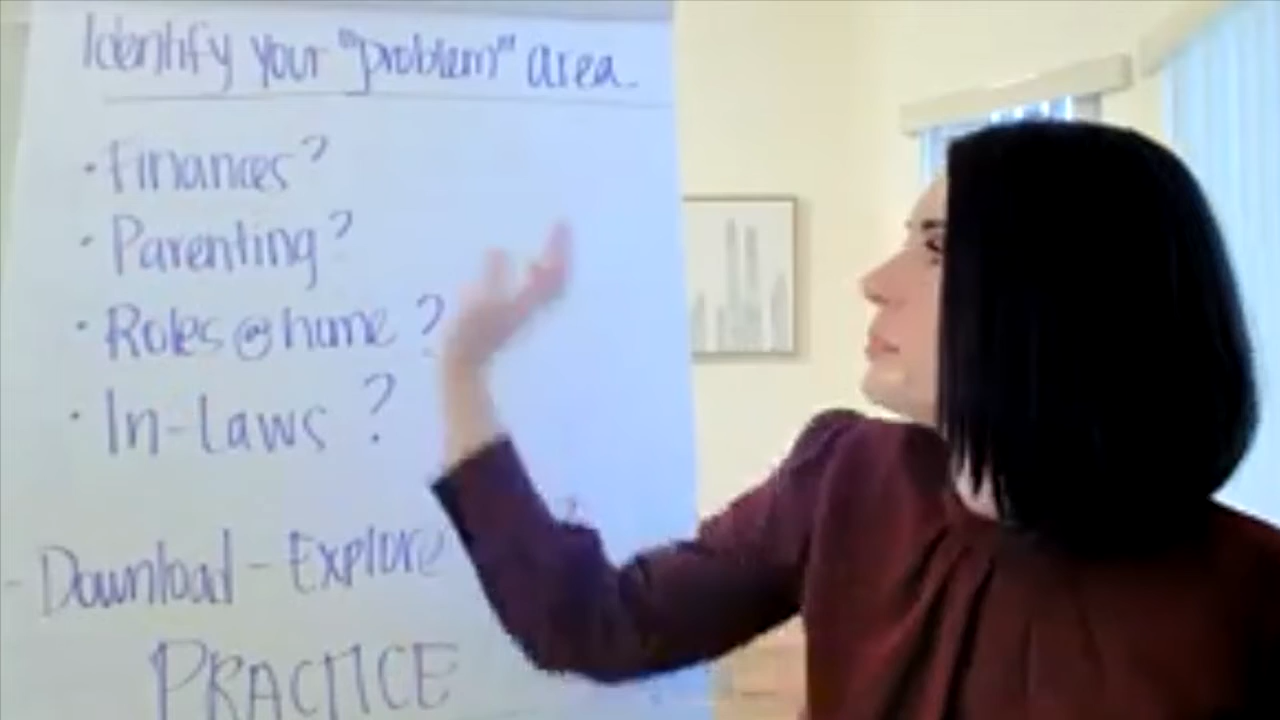 Identify your "problem" area.
• Finances?
• Parenting?
• Roles @ home?
• In-Laws?
- Download - Explore
PRACTICE